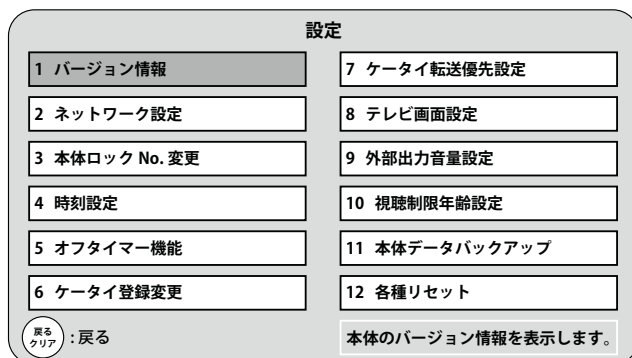 設定
1 バージョン情報
2 ネットワーク設定
3 本体ロック No. 変更
4 時刻設定
5 オフタイマー機能
6 ケータイ登録変更
7 ケータイ転送優先設定
8 テレビ画面設定
9 外部出力音量設定
10 視聴制限年齢設定
11 本体データバックアップ
12 各種リセット
戻る
クリア
:戻る
本体のバージョン情報を表示します。